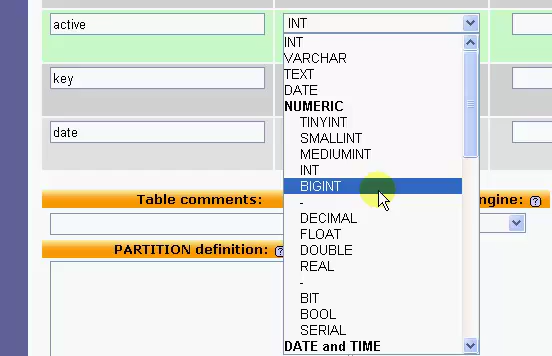 active
INT
INT
VARCHAR
TEXT
DATE
NUMERIC
TINYINT
SMALLINT
MEDIUMINT
INT
BIGINT
-
DECIMAL
FLOAT
DOUBLE
REAL
-
BIT
BOOL
SERIAL
DATE and TIME
key
date
Table comments:
ngine: ?
PARTITION definition: ?